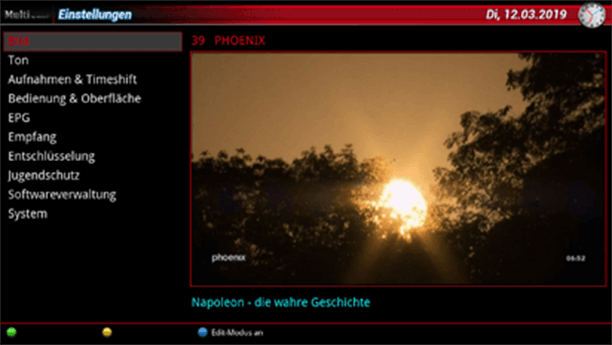 Multi
Einstellungen
Di, 12.03.2019
Bild
Ton
Aufnahmen & Timeshift
Bedienung & Oberfläche
EPG
Empfang
Entschlüsselung
Jugendschutz
Softwareverwaltung
System
39 PHOENIX
phoenix
06:52
Napoleon - die wahre Geschichte
Edit-Modus an